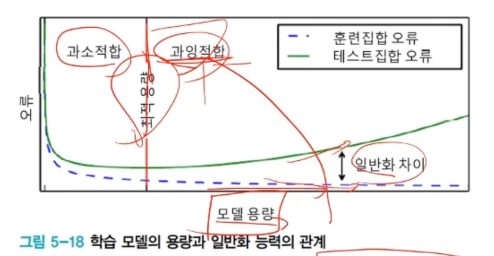 과소적합
과잉적합
훈련집합 오류
테스트집합 오류
최적 용량
오류
일반화 차이
모델 용량
그림 5-18 학습 모델의 용량과 일반화 능력의 관계